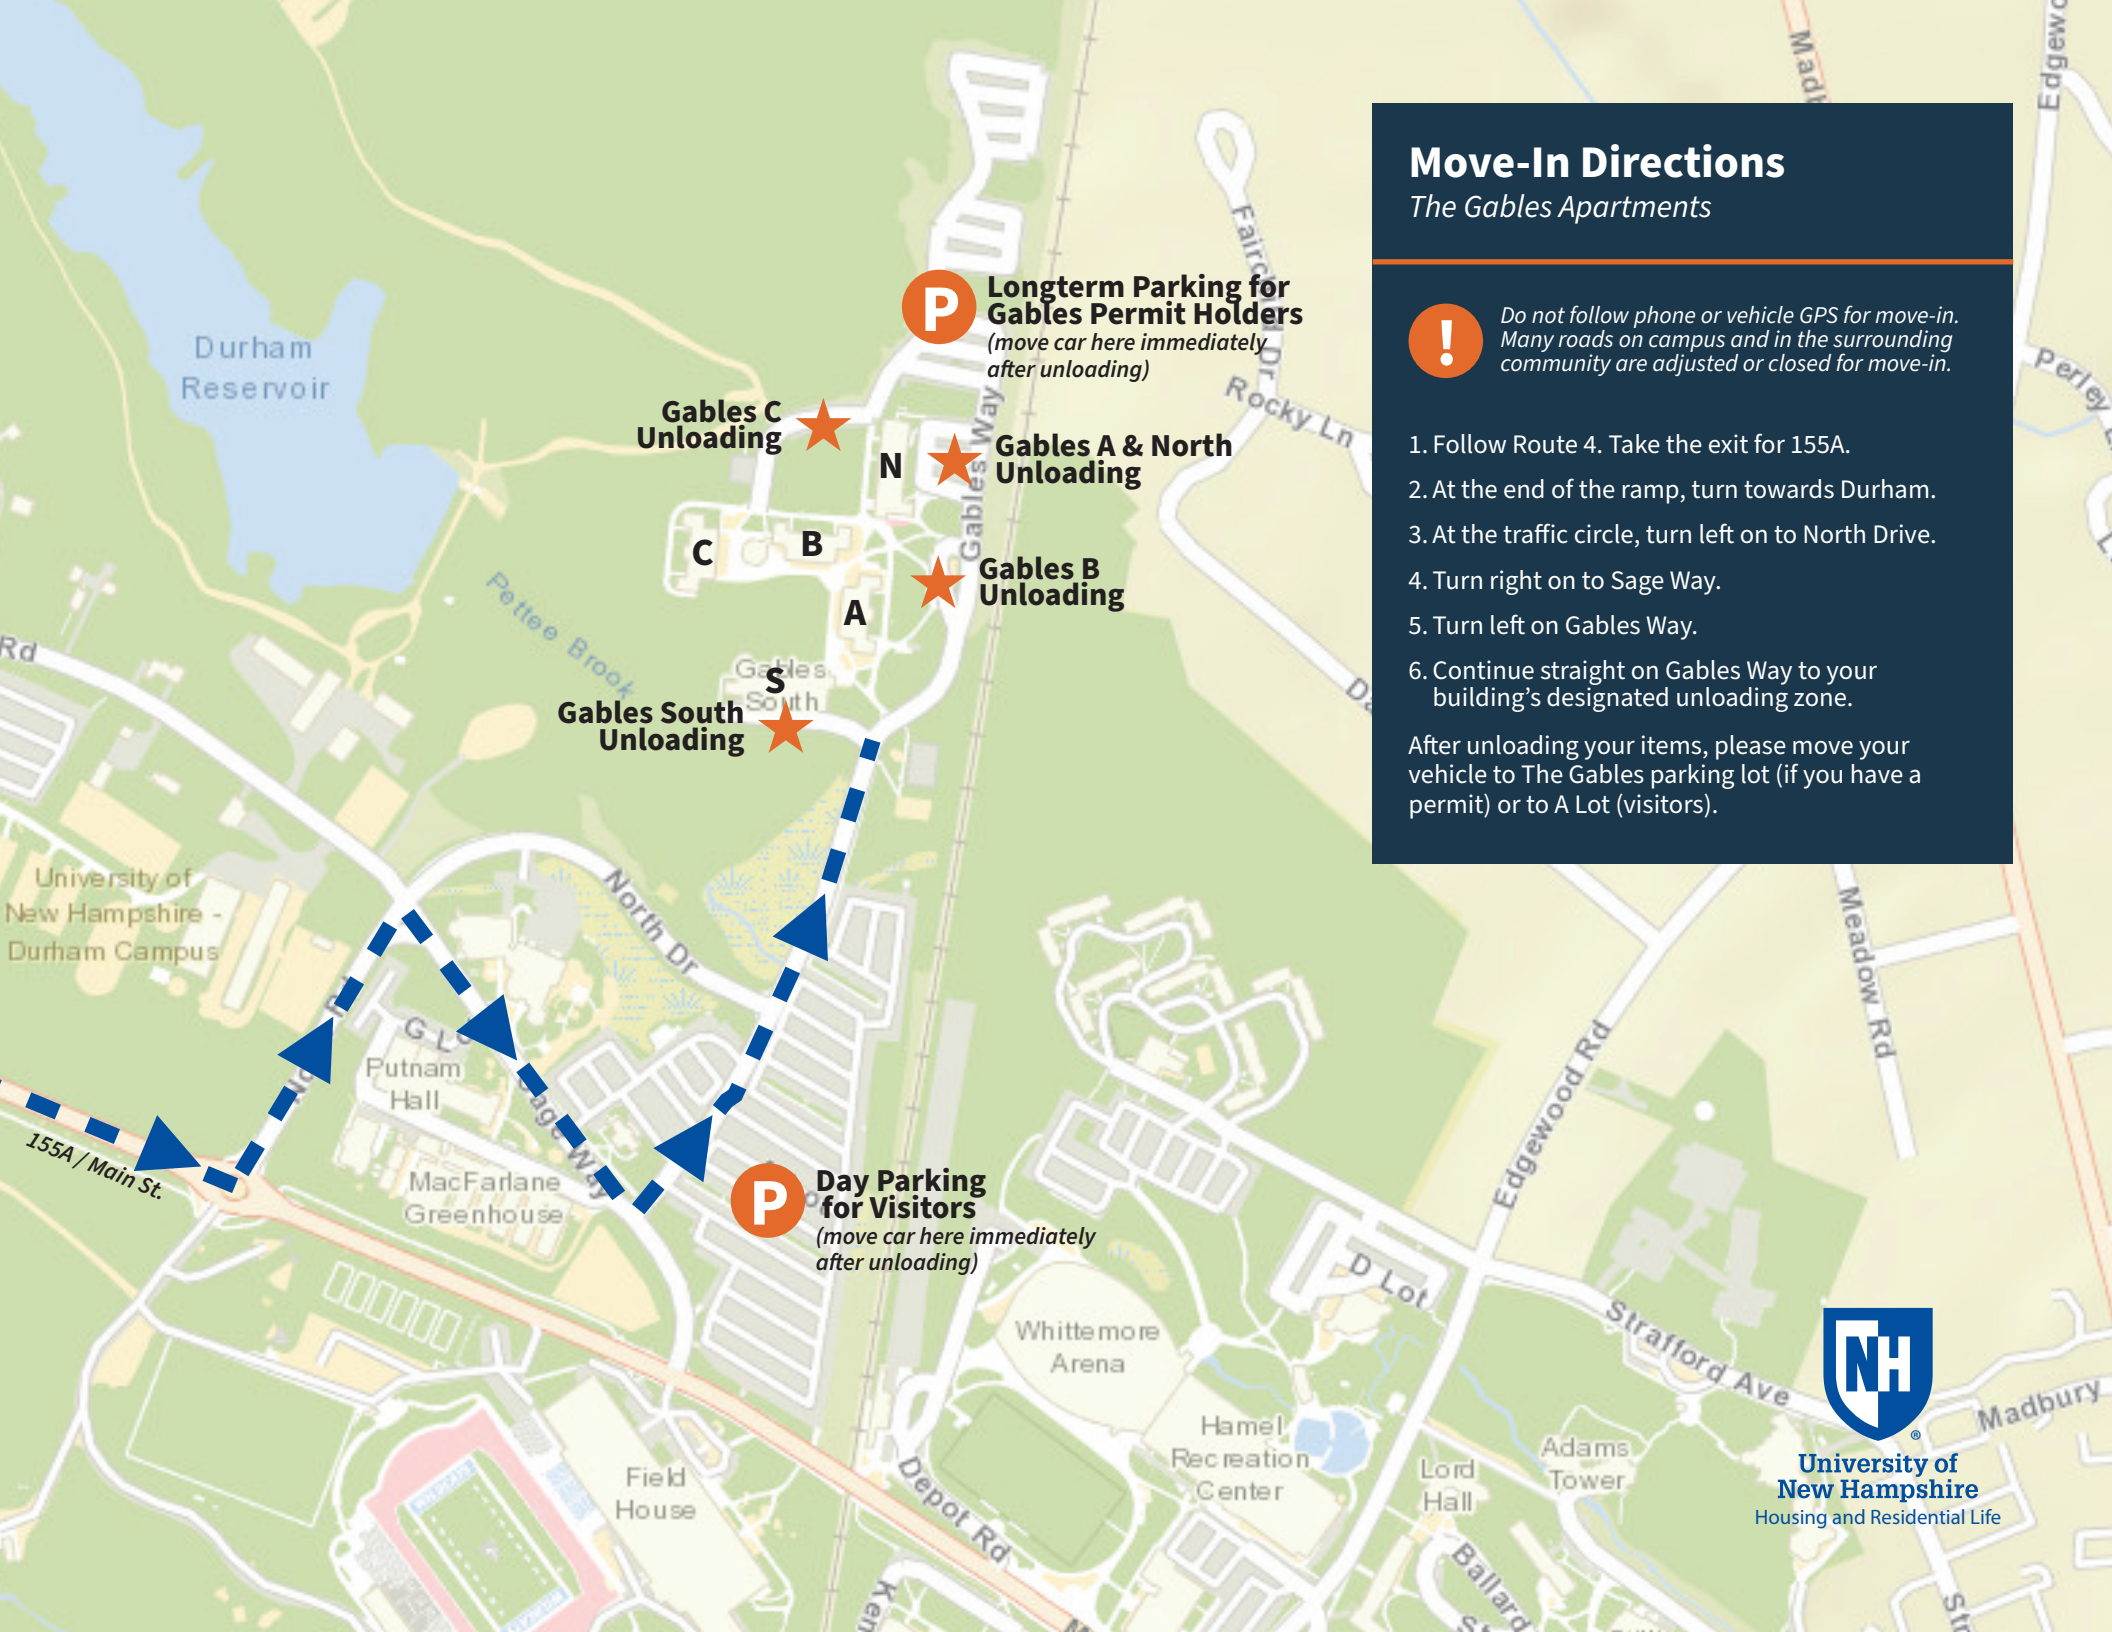 Move-In Directions
The Gables Apartments
Do not follow phone or vehicle GPS for move-in.
Many roads on campus and in the surrounding
community are adjusted or closed for move-in.
1. Follow Route 4. Take the exit for 155A.
2. At the end of the ramp, turn towards Durham.
3. At the traffic circle, turn left on to North Drive.
4. Turn right on to Sage Way.
5. Turn left on Gables Way.
6. Continue straight on Gables Way to your
building's designated unloading zone.
After unloading your items, please move your
vehicle to The Gables parking lot (if you have a
permit) or to A Lot (visitors).
P
Longterm Parking for
Gables Permit Holders
(move car here immediately
after unloading)
Gables C
Unloading
Gables A & North
Unloading
N
C
B
A
S
Gables B
Unloading
Gables South
Unloading
Gables
South
Gables Way
Durham
Reservoir
Pettee Brook
Rd
University of
New Hampshire -
Durham Campus
North Dr
Putnam
Hall
Way
MacFarlane
Greenhouse
155A / Main St.
P
Day Parking
for Visitors
(move car here immediately
after unloading)
Whittemore
Arena
Hamel
Recreation
Center
Field
House
Depot Rd
Lord
Hall
Adams
Tower
D Lot
Strafford Ave
Edgewood Rd
Meadow Rd
Madbury
Rocky Ln
Dr
Perley
Ballard
NH
®
University of
New Hampshire
Housing and Residential Life